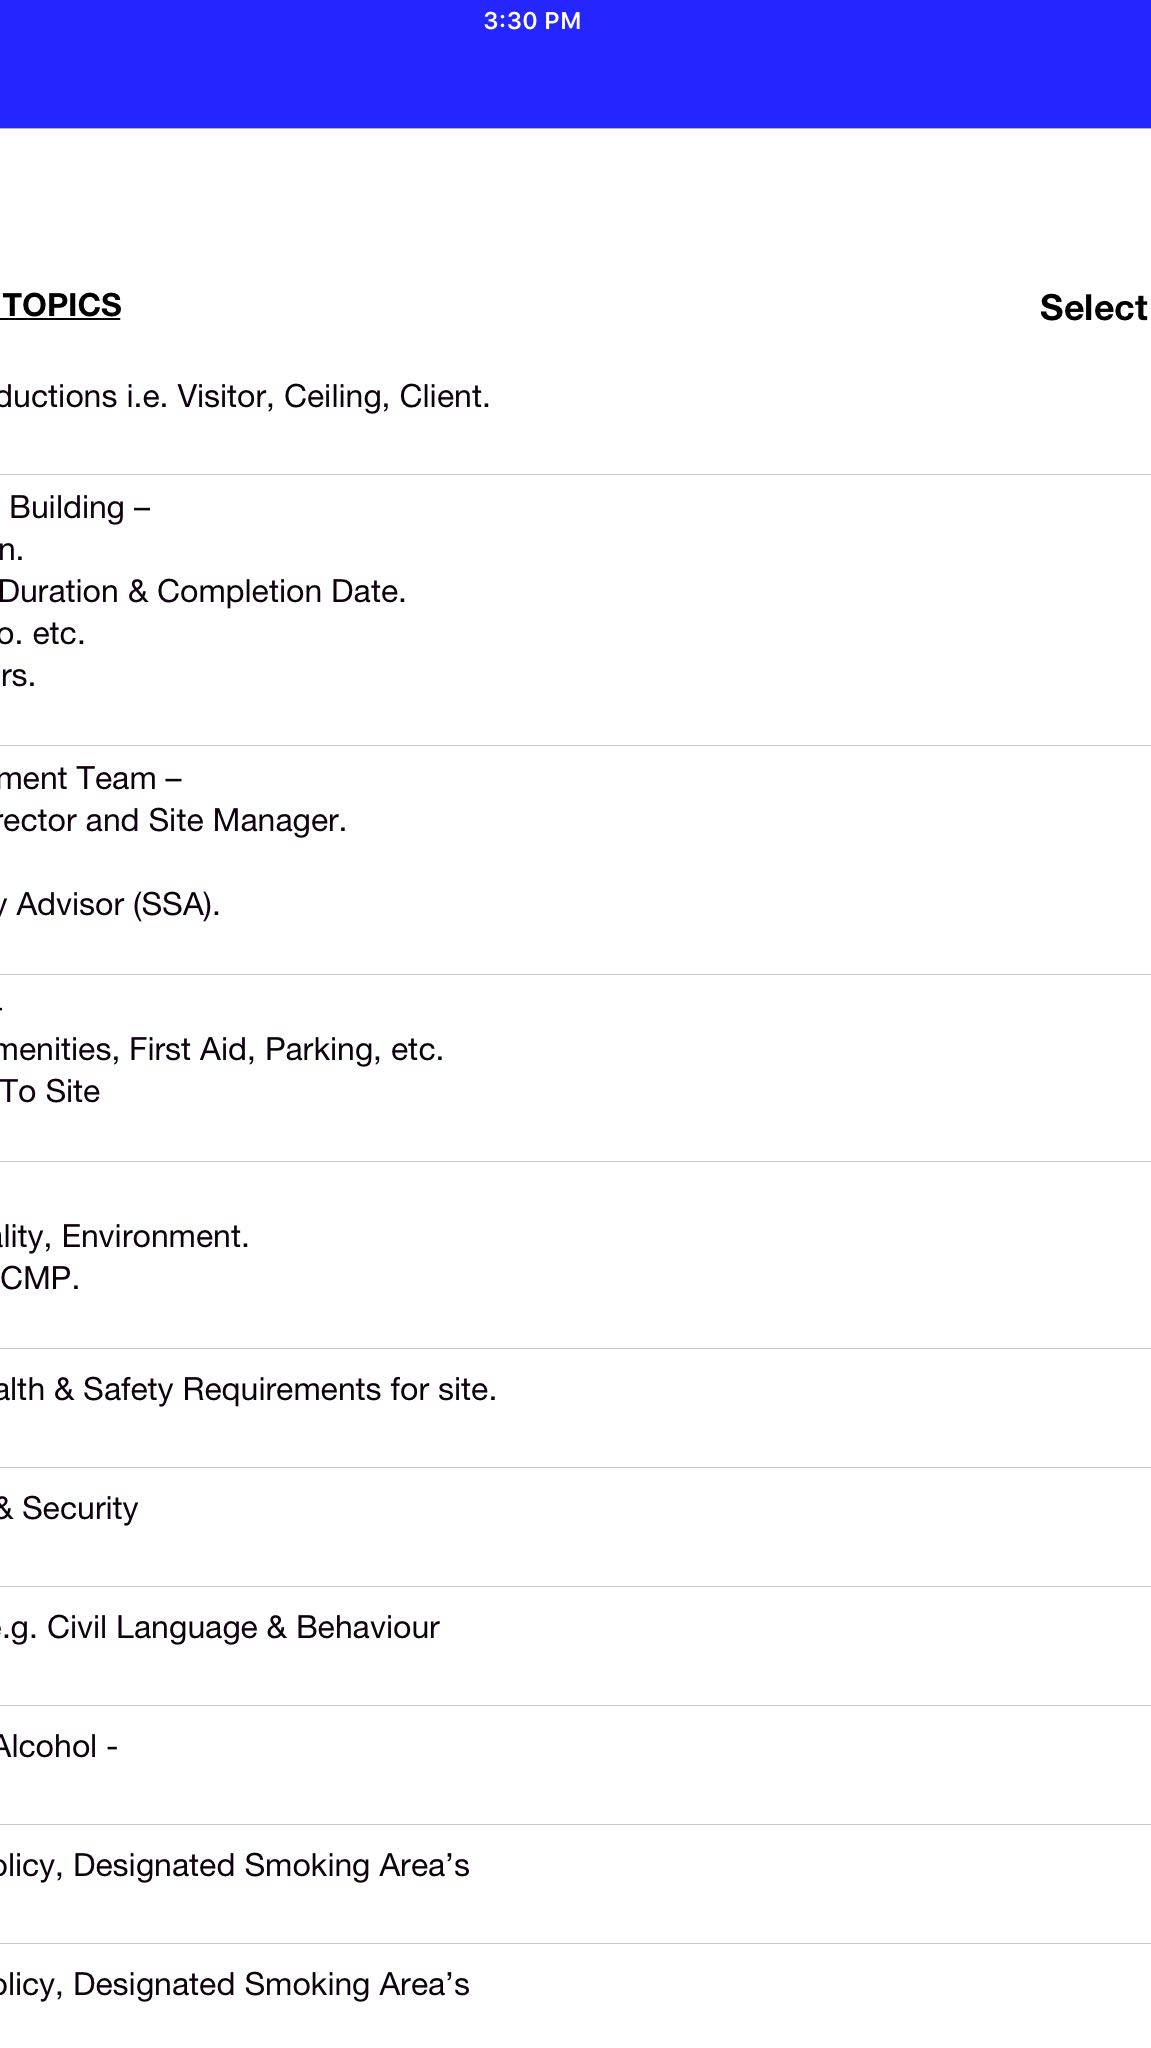 3:30 PM
TOPICS
Select
ductions i.e. Visitor, Ceiling, Client.
Building –
n.
Duration & Completion Date.
o. etc.
rs.
ment Team –
rector and Site Manager.
y Advisor (SSA).
-
menities, First Aid, Parking, etc.
To Site
ality, Environment.
CMP.
alth & Safety Requirements for site.
& Security
e.g. Civil Language & Behaviour
Alcohol -
olicy, Designated Smoking Area’s
olicy, Designated Smoking Area’s